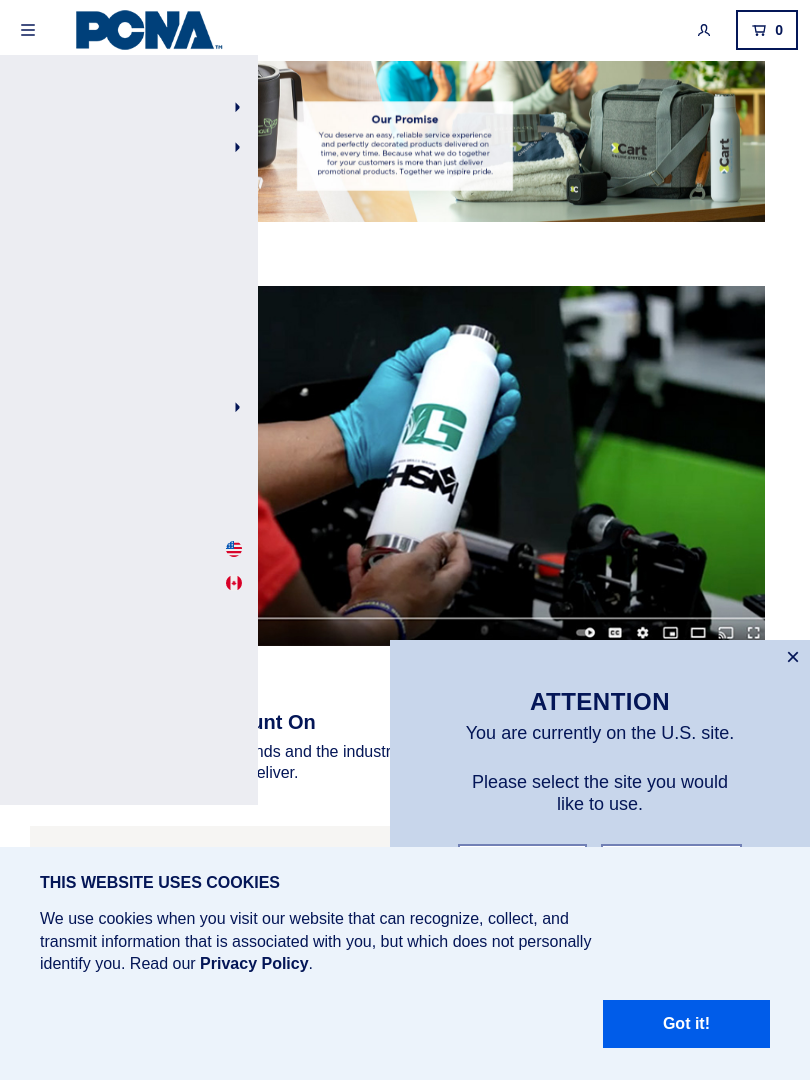 PCNA™
0
Our Promise
You deserve an easy, reliable service experience
and perfectly decorated products delivered on
time, every time. Because what we do together
for your customers is more than just deliver
promotional products. Together we inspire pride.
Cart
Cart
G
GHSM
CC
unt On
nds and the industr
eliver.
ATTENTION
You are currently on the U.S. site.
Please select the site you would
like to use.
THIS WEBSITE USES COOKIES
We use cookies when you visit our website that can recognize, collect, and
transmit information that is associated with you, but which does not personally
identify you. Read our Privacy Policy.
Got it!